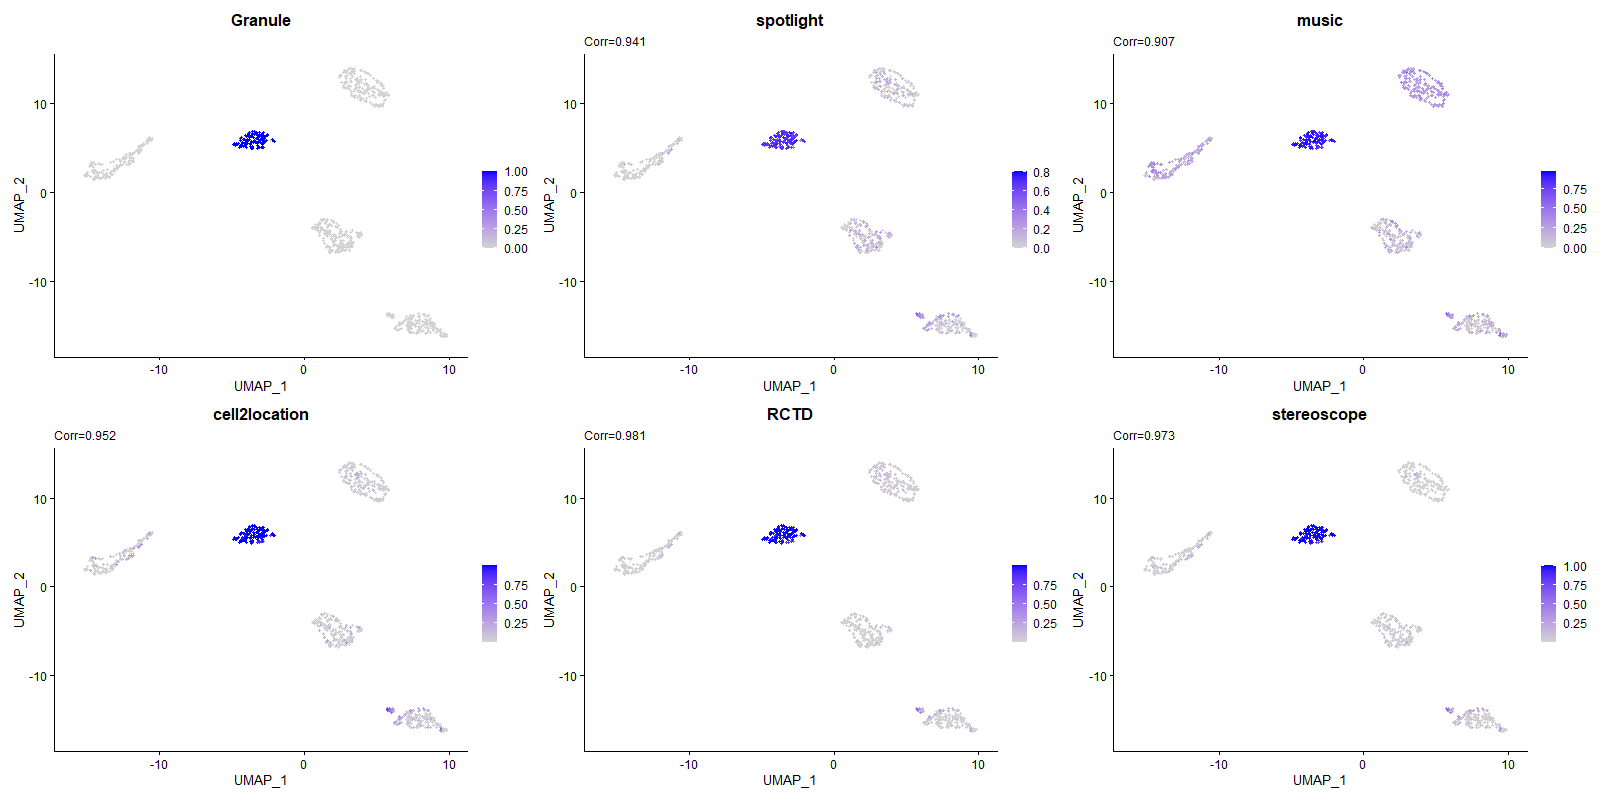 Granule
10
0
-10
UMAP_2
-10
0
10
UMAP_1
1.00
0.75
0.50
0.25
0.00
spotlight
Corr=0.941
10
0
-10
UMAP_2
-10
0
10
UMAP_1
0.8
0.6
0.4
0.2
0.0
music
Corr=0.907
10
0
-10
UMAP_2
-10
0
10
UMAP_1
0.75
0.50
0.25
0.00
cell2location
Corr=0.952
10
0
-10
UMAP_2
-10
0
10
UMAP_1
0.75
0.50
0.25
RCTD
Corr=0.981
10
0
-10
UMAP_2
-10
0
10
UMAP_1
0.75
0.50
0.25
stereoscope
Corr=0.973
10
0
-10
UMAP_2
-10
0
10
UMAP_1
1.00
0.75
0.50
0.25